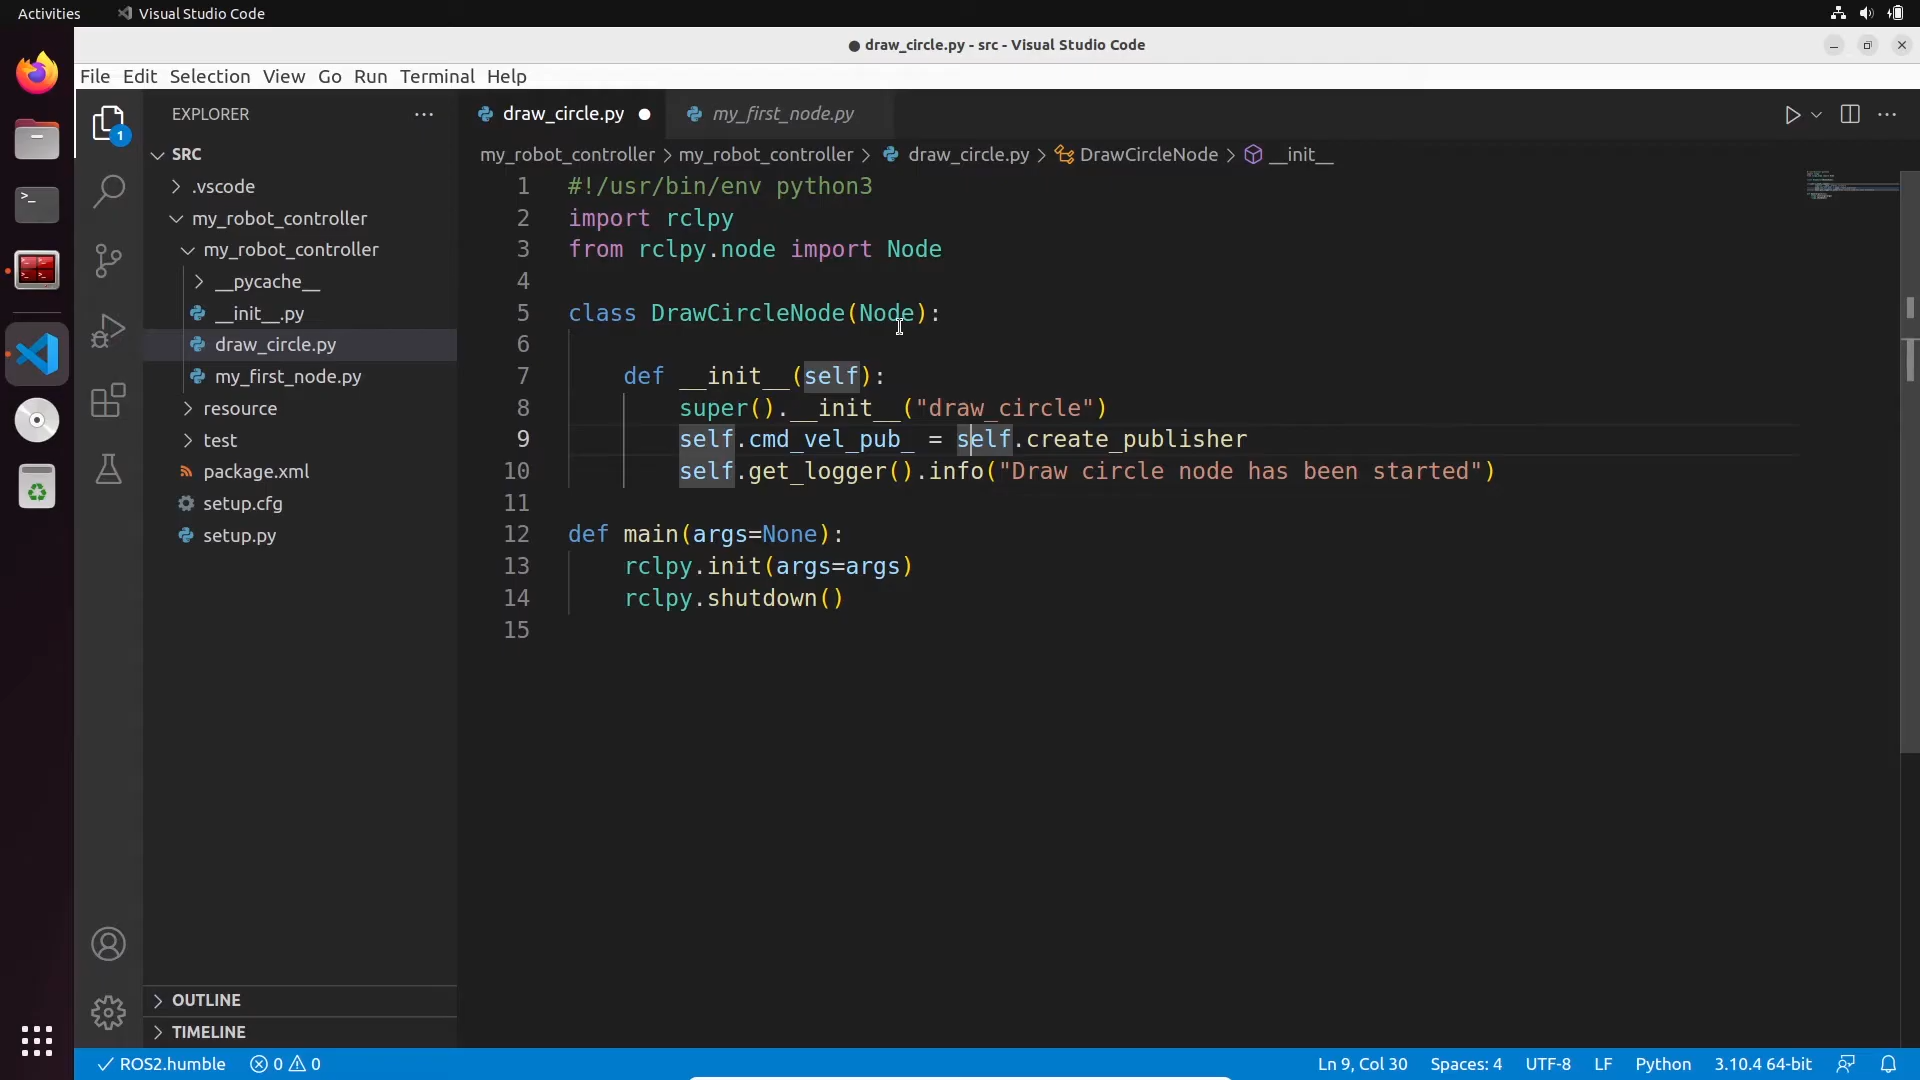 Activities Visual Studio Code
draw_circle.py - src - Visual Studio Code
File Edit Selection View Go Run Terminal Help
EXPLORER
draw_circle.py my_first_node.py
SRC
my_robot_controller > my_robot_controller > draw_circle.py > DrawCircleNode > __init__
.vscode
my_robot_controller
my_robot_controller
__pycache__
__init__.py
draw_circle.py
my_first_node.py
resource
test
package.xml
setup.cfg
setup.py
OUTLINE
TIMELINE
1
1 #!/usr/bin/env python3
2 import rclpy
3 from rclpy.node import Node
4
5 class DrawCircleNode(Node):
6
7 def __init__(self):
8 super().__init__("draw_circle")
9 self.cmd_vel_pub_ = self.create_publisher
10 self.get_logger().info("Draw circle node has been started")
11
12 def main(args=None):
13 rclpy.init(args=args)
14 rclpy.shutdown()
15
ROS2.humble 0 0 Ln 9, Col 30 Spaces: 4 UTF-8 LF Python 3.10.4 64-bit